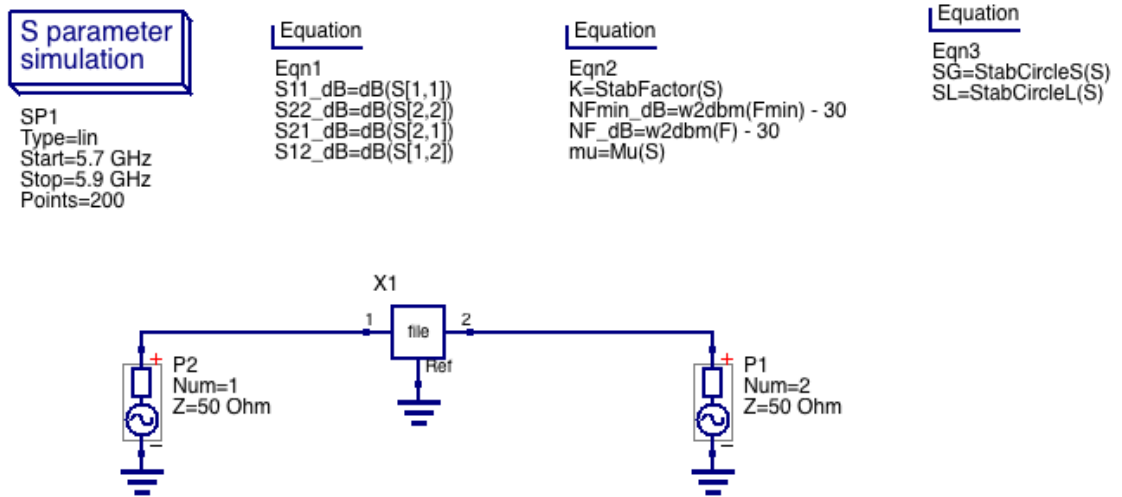 S parameter
simulation
SP1
Type=lin
Start=5.7 GHz
Stop=5.9 GHz
Points=200
Equation
Eqn1
S11_dB=dB(S[1,1])
S22_dB=dB(S[2,2])
S21_dB=dB(S[2,1])
S12_dB=dB(S[1,2])
Equation
Eqn2
K=StabFactor(S)
NFmin_dB=w2dbm(Fmin) - 30
NF_dB=w2dbm(F) - 30
mu=Mu(S)
Equation
Eqn3
SG=StabCircleS(S)
SL=StabCircleL(S)
X1
1
file
2
Ref
+
P2
Num=1
Z=50 Ohm
–
+
P1
Num=2
Z=50 Ohm
–